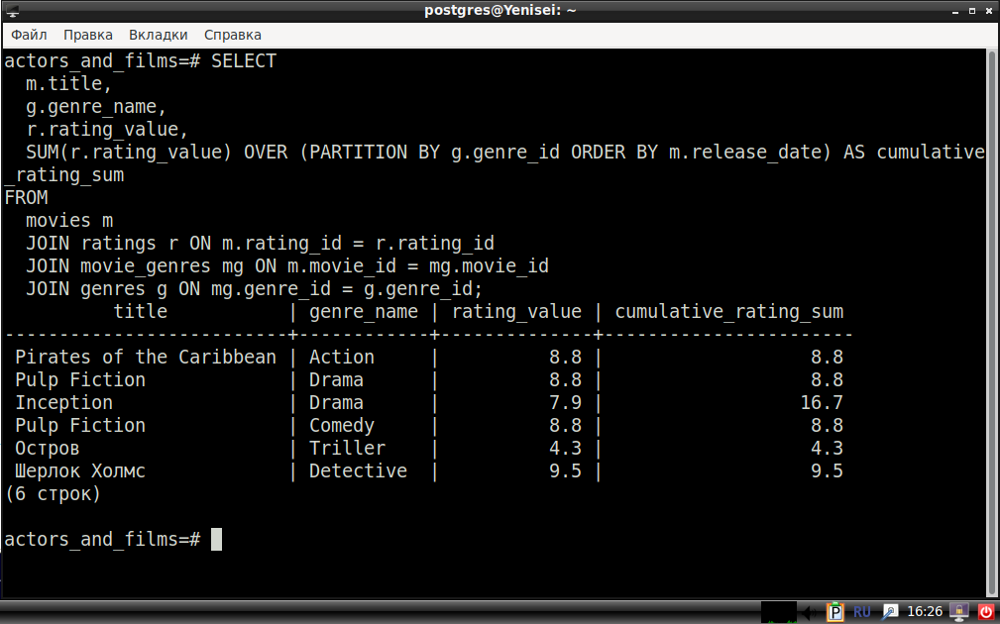 postgres@Yenisei: ~
Файл Правка Вкладки Справка
actors_and_films=# SELECT
  m.title,
  g.genre_name,
  r.rating_value,
  SUM(r.rating_value) OVER (PARTITION BY g.genre_id ORDER BY m.release_date) AS cumulative
_rating_sum
FROM
  movies m
  JOIN ratings r ON m.rating_id = r.rating_id
  JOIN movie_genres mg ON m.movie_id = mg.movie_id
  JOIN genres g ON mg.genre_id = g.genre_id;
          title           | genre_name | rating_value | cumulative_rating_sum
--------------------------+------------+--------------+-----------------------
 Pirates of the Caribbean | Action     |          8.8 |                   8.8
 Pulp Fiction             | Drama      |          8.8 |                   8.8
 Inception                | Drama      |          7.9 |                  16.7
 Pulp Fiction             | Comedy     |          8.8 |                   8.8
 Остров                   | Triller    |          4.3 |                   4.3
 Шерлок Холмс             | Detective  |          9.5 |                   9.5
(6 строк)
actors_and_films=#
P RU 16:26